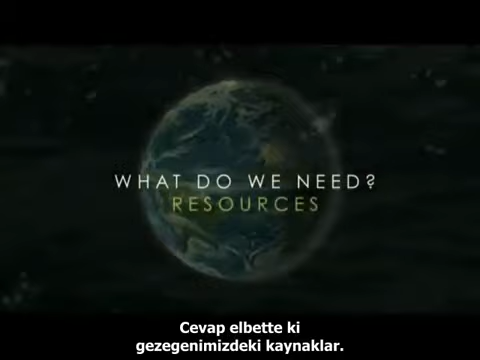 WHAT DO WE NEED?
RESOURCES
Cevap elbette ki
gezegenimizdeki kaynaklar.